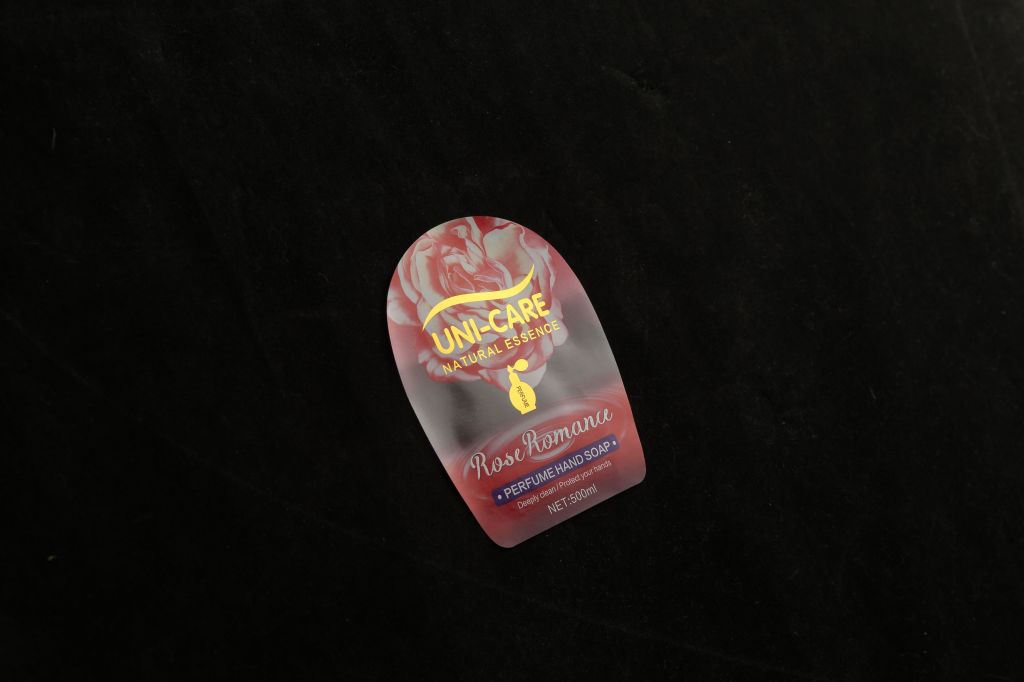 UNI-CARE
NATURAL ESSENCE
PERFUME
Rose Romance
• PERFUME HAND SOAP •
Deeply clean / Protect your hands
NET:500ml